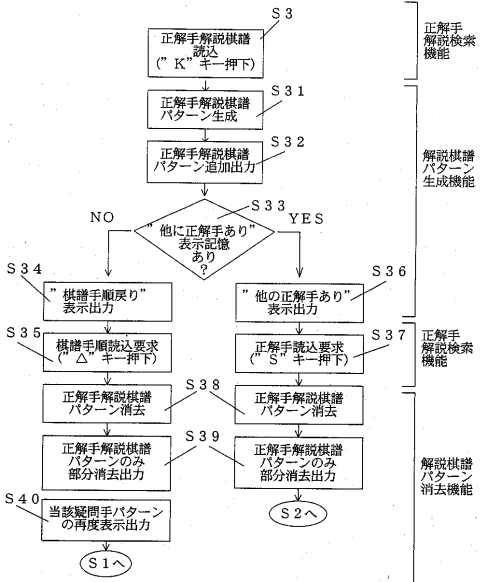 S3
正解手解説棋譜
読込
("K"キー押下)
正解手
解説検索
機能
S31
正解手解説棋譜
パターン生成
S32
正解手解説棋譜
パターン追加出力
解説棋譜
パターン
生成機能
S33
"他に正解手あり"
表示記憶
あり
?
NO
YES
S34
"棋譜手順戻り"
表示出力
S36
"他の正解手あり"
表示出力
S35
棋譜手順読込要求
("△"キー押下)
S37
正解手読込要求
("S"キー押下)
正解手
解説検索
機能
S38
正解手解説棋譜
パターン消去
正解手解説棋譜
パターン消去
S39
正解手解説棋譜
パターンのみ
部分消去出力
正解手解説棋譜
パターンのみ
部分消去出力
解説棋譜
パターン
消去機能
S40
当該疑問手パターン
の再度表示出力
S1へ
S2へ